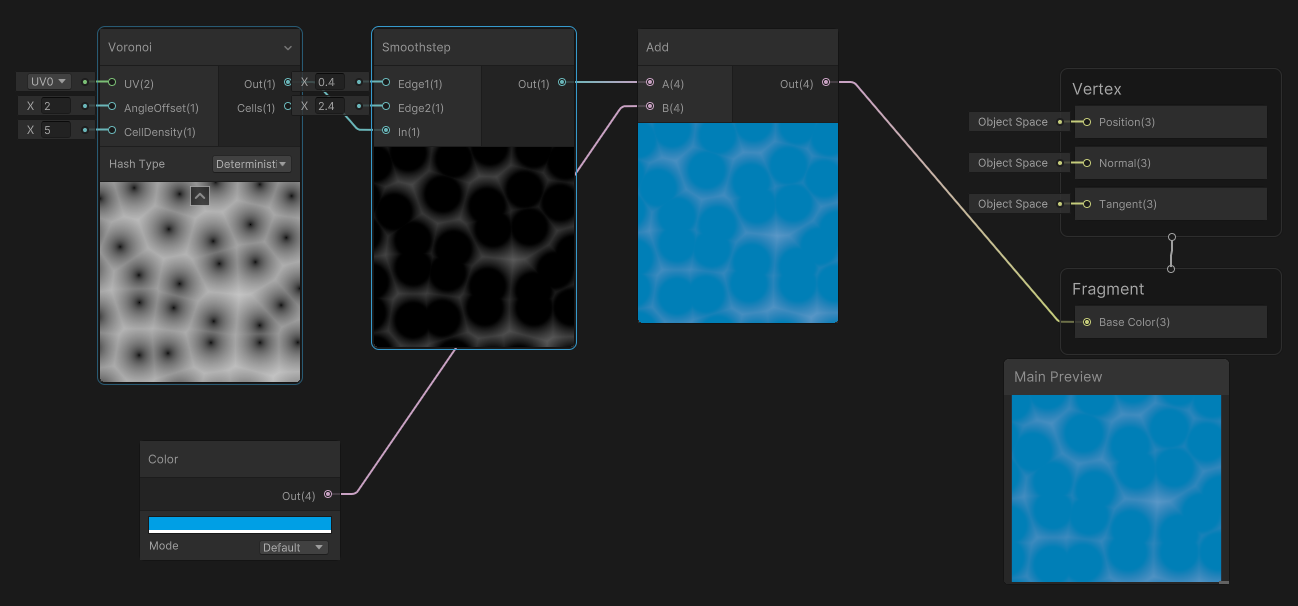 Voronoi
UV0
UV(2)
Out(1)
X 2
AngleOffset(1)
Cells(1)
X 5
CellDensity(1)
Hash Type
Determinist
Smoothstep
X 0.4
Edge1(1)
Out(1)
X 2.4
Edge2(1)
In(1)
Add
A(4)
Out(4)
B(4)
Color
Out(4)
Mode
Default
Vertex
Object Space
Position(3)
Object Space
Normal(3)
Object Space
Tangent(3)
Fragment
Base Color(3)
Main Preview